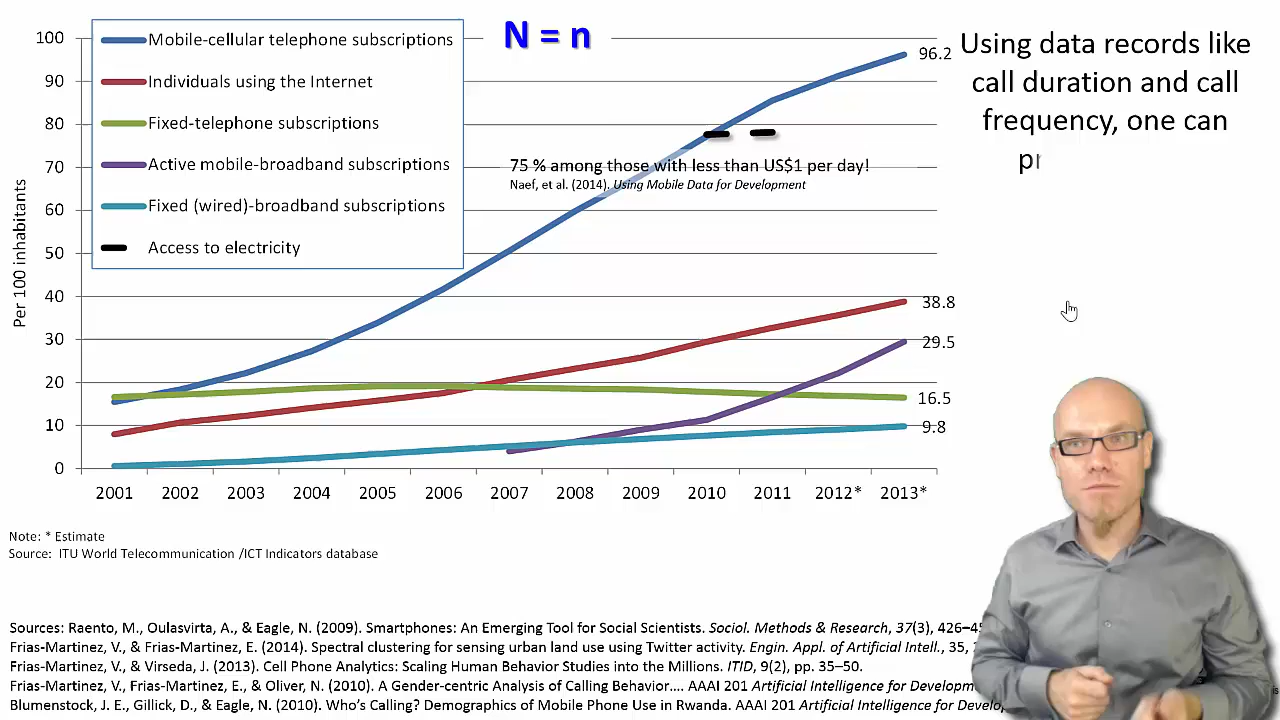 N = n
Mobile-cellular telephone subscriptions
Individuals using the Internet
Fixed-telephone subscriptions
Active mobile-broadband subscriptions
Fixed (wired)-broadband subscriptions
Access to electricity
Per 100 inhabitants
100
90
80
70
60
50
40
30
20
10
0
96.2
38.8
29.5
16.5
9.8
75 % among those with less than US$1 per day!
Naef, et al. (2014). Using Mobile Data for Development
2001 2002 2003 2004 2005 2006 2007 2008 2009 2010 2011 2012* 2013*
Using data records like
call duration and call
frequency, one can
pr
Note: * Estimate
Source: ITU World Telecommunication /ICT Indicators database
Sources: Raento, M., Oulasvirta, A., & Eagle, N. (2009). Smartphones: An Emerging Tool for Social Scientists. Sociol. Methods & Research, 37(3), 426–
Frias-Martinez, V., & Frias-Martinez, E. (2014). Spectral clustering for sensing urban land use using Twitter activity. Engin. Appl. of Artificial Intell., 35,
Frias-Martinez, V., & Virseda, J. (2013). Cell Phone Analytics: Scaling Human Behavior Studies into the Millions. ITID, 9(2), pp. 35–50.
Frias-Martinez, V., Frias-Martinez, E., & Oliver, N. (2010). A Gender-centric Analysis of Calling Behavior.... AAAI 201 Artificial Intelligence for Developm
Blumenstock, J. E., Gillick, D., & Eagle, N. (2010). Who's Calling? Demographics of Mobile Phone Use in Rwanda. AAAI 201 Artificial Intelligence for Develop